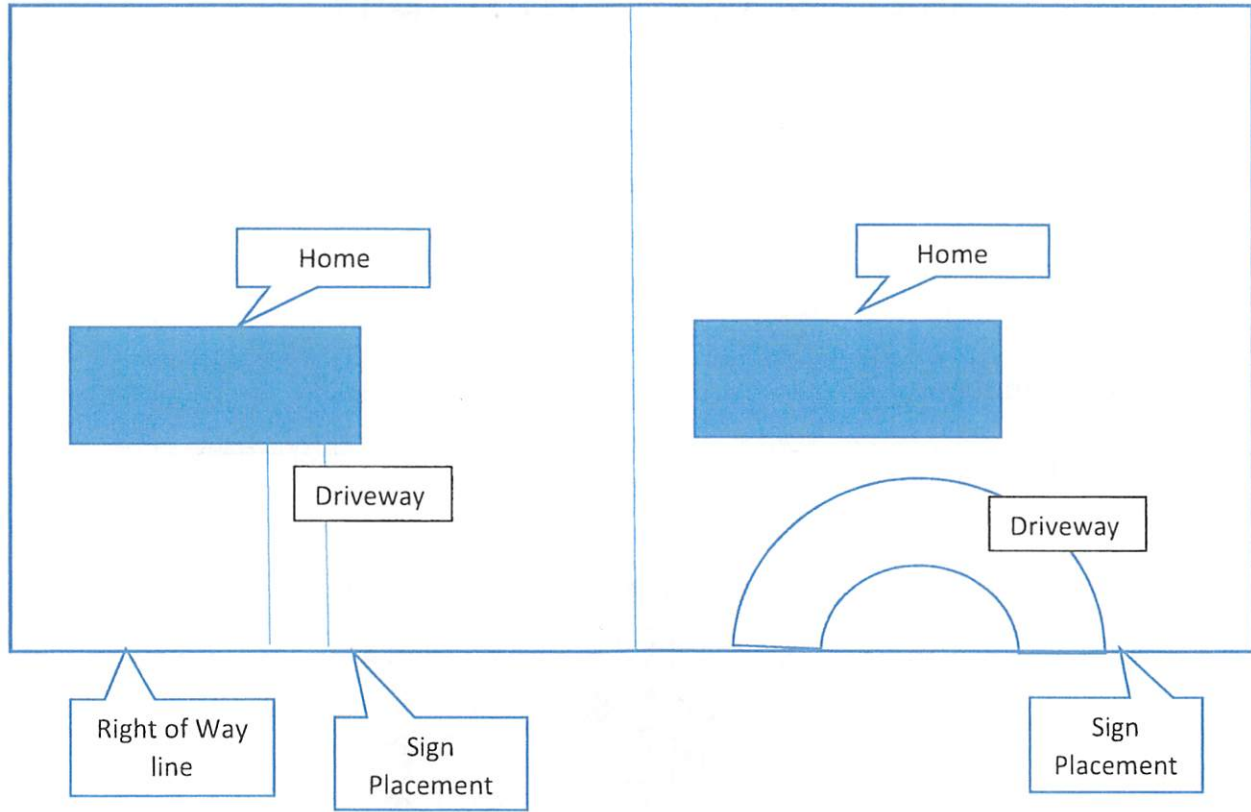 Home
Home
Driveway
Driveway
Right of Way
line
Sign
Placement
Sign
Placement